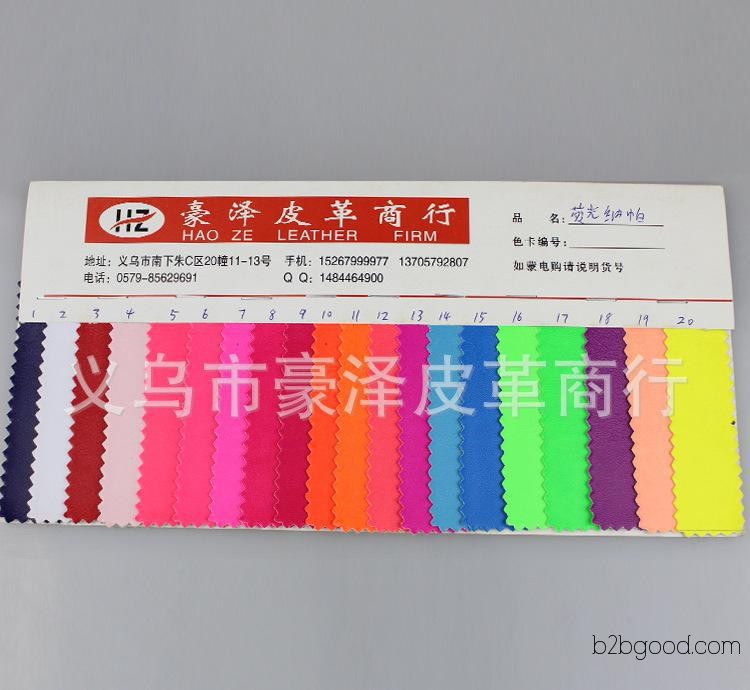 HZ
豪泽皮革商行
HAO ZE LEATHER FIRM
地址：义乌市南下朱C区20幢11-13号 手机：15267999977 13705792807
电话：0579-85629691 Q Q：1484464900
品 名：荧光纳帕
色卡编号：
如蒙电购请说明货号
1 2 3 4 5 6 7 8 9 10 11 12 13 14 15 16 17 18 19 20
义乌市豪泽皮革商行
b2bgood.com